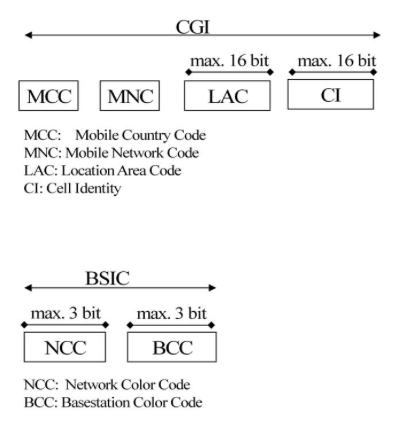 CGI
max. 16 bit max. 16 bit
MCC MNC LAC CI
MCC: Mobile Country Code
MNC: Mobile Network Code
LAC: Location Area Code
CI: Cell Identity
BSIC
max. 3 bit max. 3 bit
NCC BCC
NCC: Network Color Code
BCC: Basestation Color Code